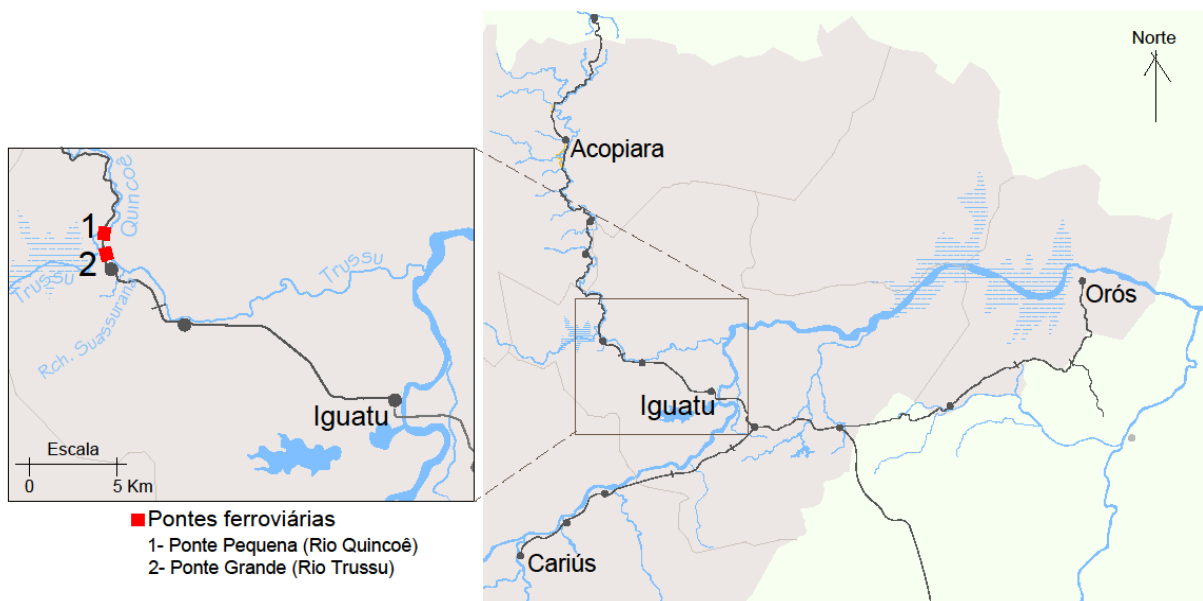 Norte
Acopiara
Orós
Iguatu
Cariús
Quincoê
1
2
Trussu
Trussu
Rch. Suassurana
Iguatu
Escala
0 5 Km
Pontes ferroviárias
1- Ponte Pequena (Rio Quincoê)
2- Ponte Grande (Rio Trussu)